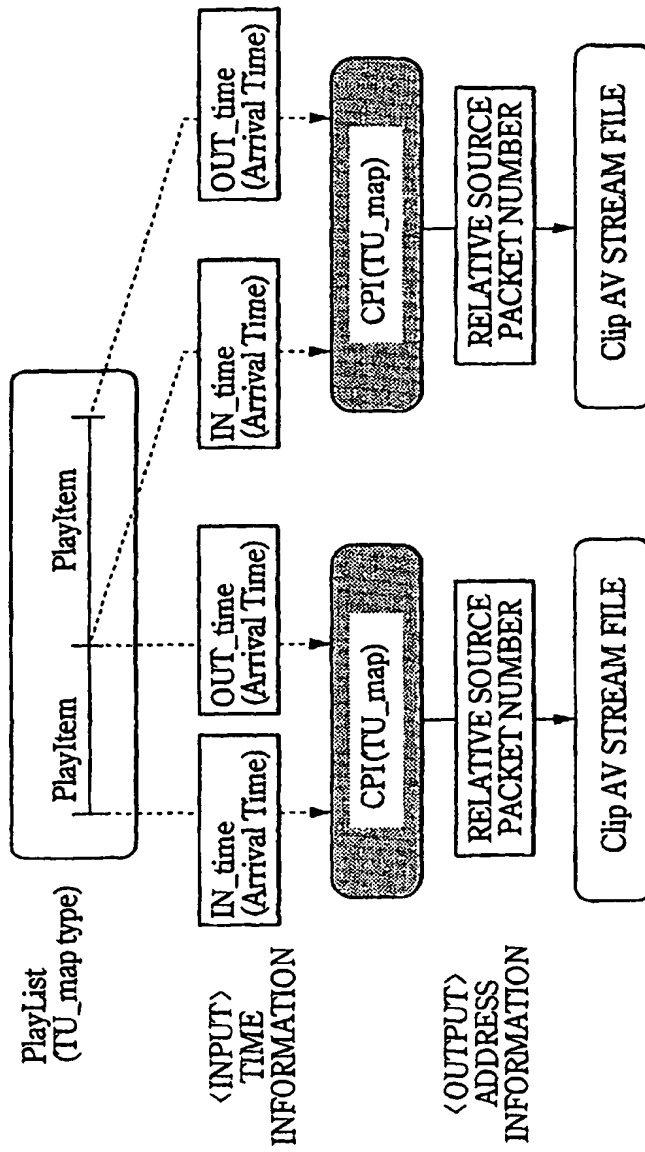 PlayList
(TU_map type)
PlayItem
PlayItem
<INPUT>
TIME
INFORMATION
IN_time
(Arrival Time)
OUT_time
(Arrival Time)
IN_time
(Arrival Time)
OUT_time
(Arrival Time)
CPI(TU_map)
CPI(TU_map)
<OUTPUT>
ADDRESS
INFORMATION
RELATIVE SOURCE
PACKET NUMBER
RELATIVE SOURCE
PACKET NUMBER
Clip AV STREAM FILE
Clip AV STREAM FILE